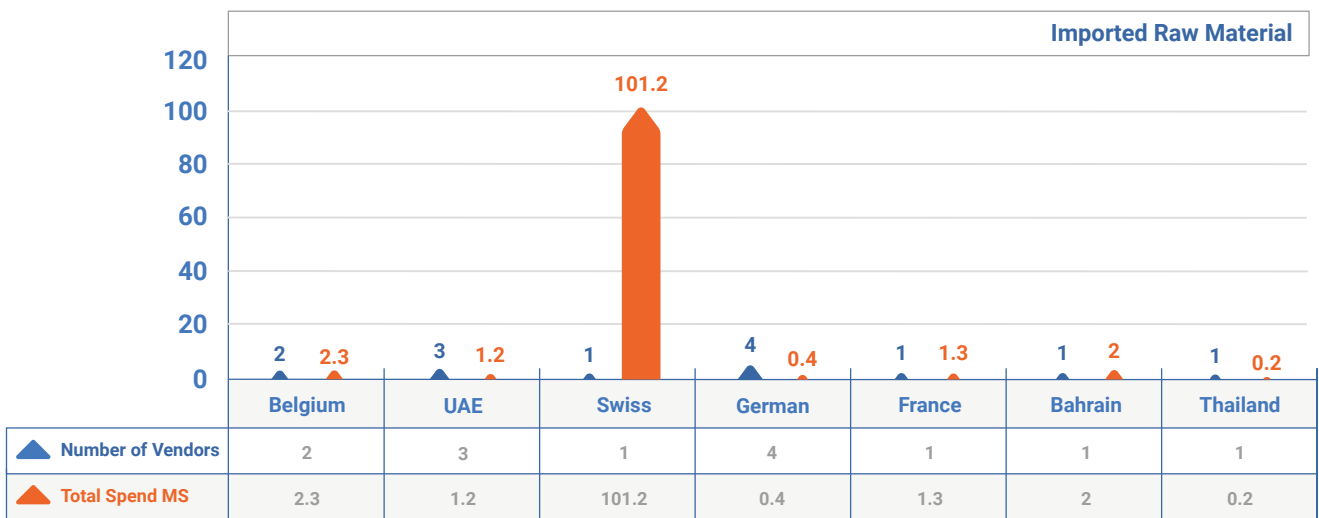 Imported Raw Material
120
100
80
60
40
20
0
101.2
2 2.3 3 1.2 1 4 0.4 1 1.3 1 2 1 0.2
Belgium UAE Swiss German France Bahrain Thailand
Number of Vendors 2 3 1 4 1 1 1
Total Spend MS 2.3 1.2 101.2 0.4 1.3 2 0.2